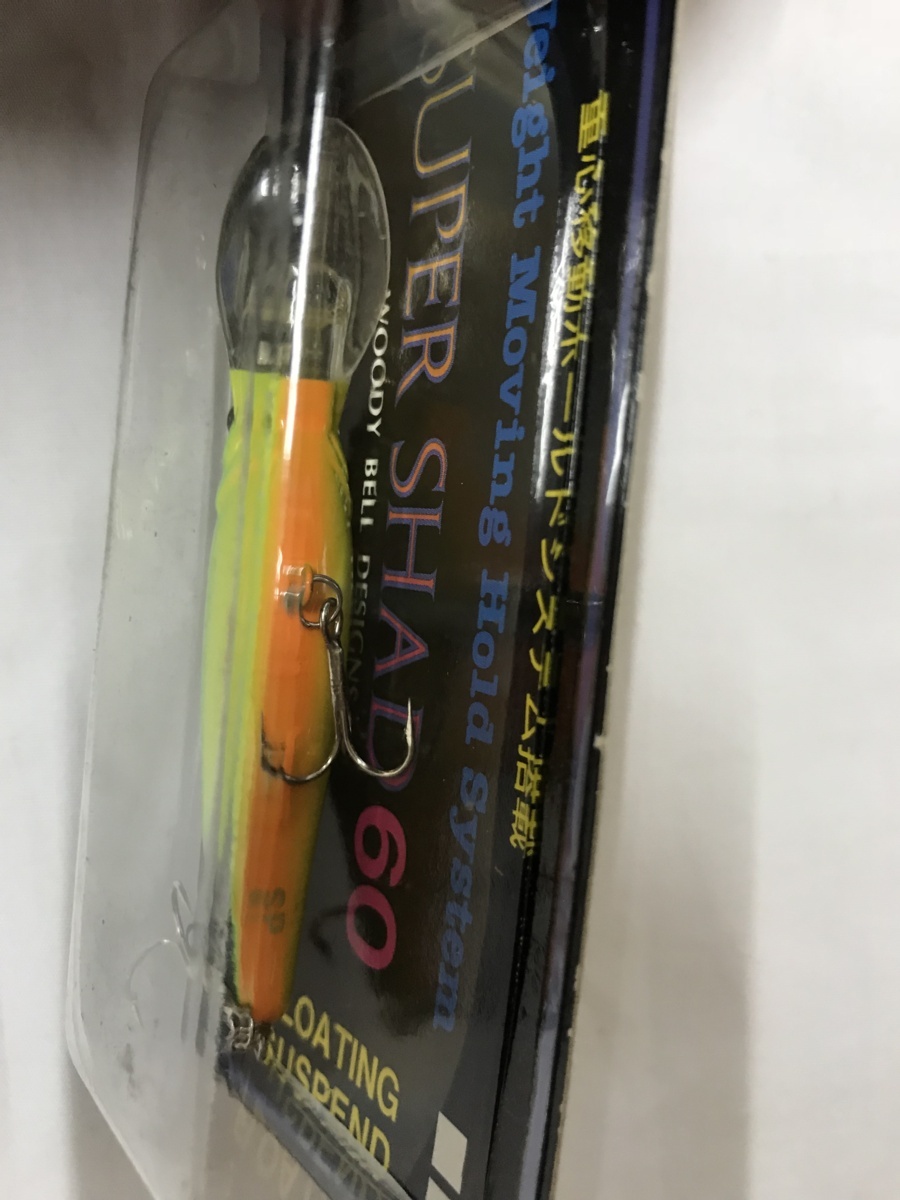 重心移動ホールドシステム搭載
Weight Moving Hold System
SUPER SHAD 60
WOODY BELL DESIGNS
FLOATING
SUSPEND
SP